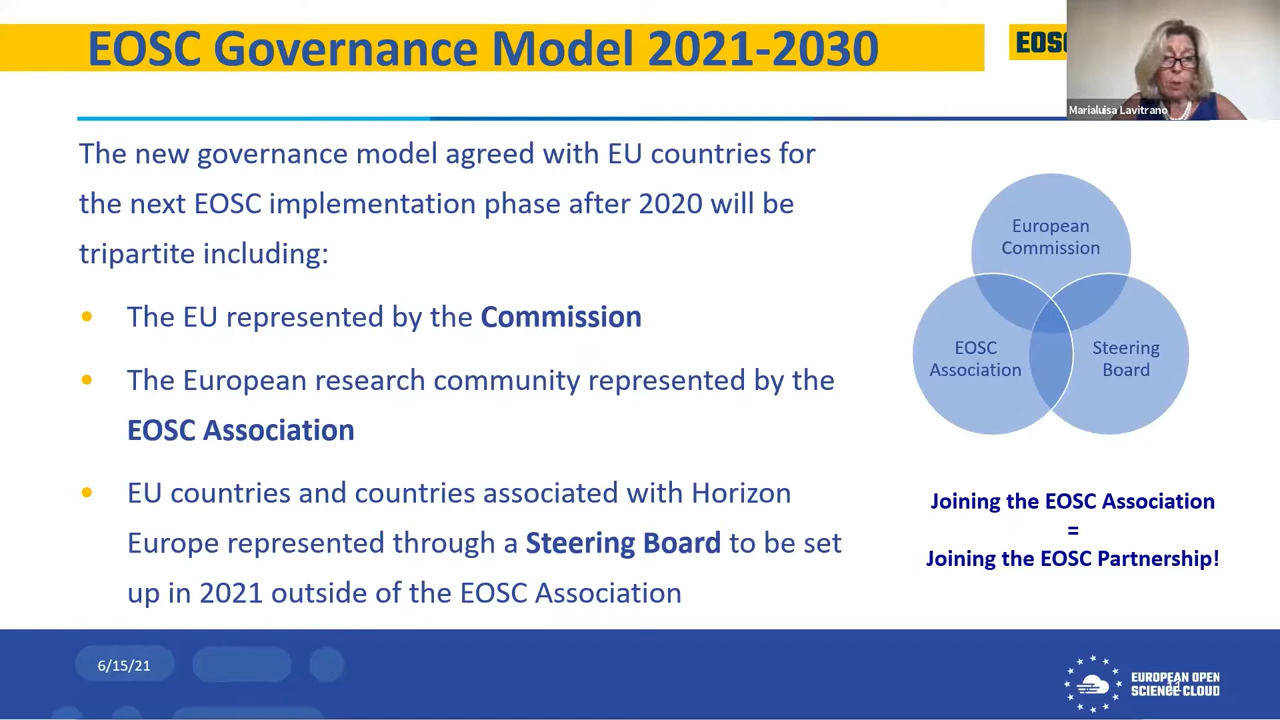 EOSC Governance Model 2021-2030
EOSC
Marialuisa Lavitrano
The new governance model agreed with EU countries for
the next EOSC implementation phase after 2020 will be
tripartite including:
• The EU represented by the Commission
• The European research community represented by the
EOSC Association
• EU countries and countries associated with Horizon
Europe represented through a Steering Board to be set
up in 2021 outside of the EOSC Association
European
Commission
EOSC
Association
Steering
Board
Joining the EOSC Association
=
Joining the EOSC Partnership!
6/15/21
EUROPEAN OPEN
SCIENCE CLOUD